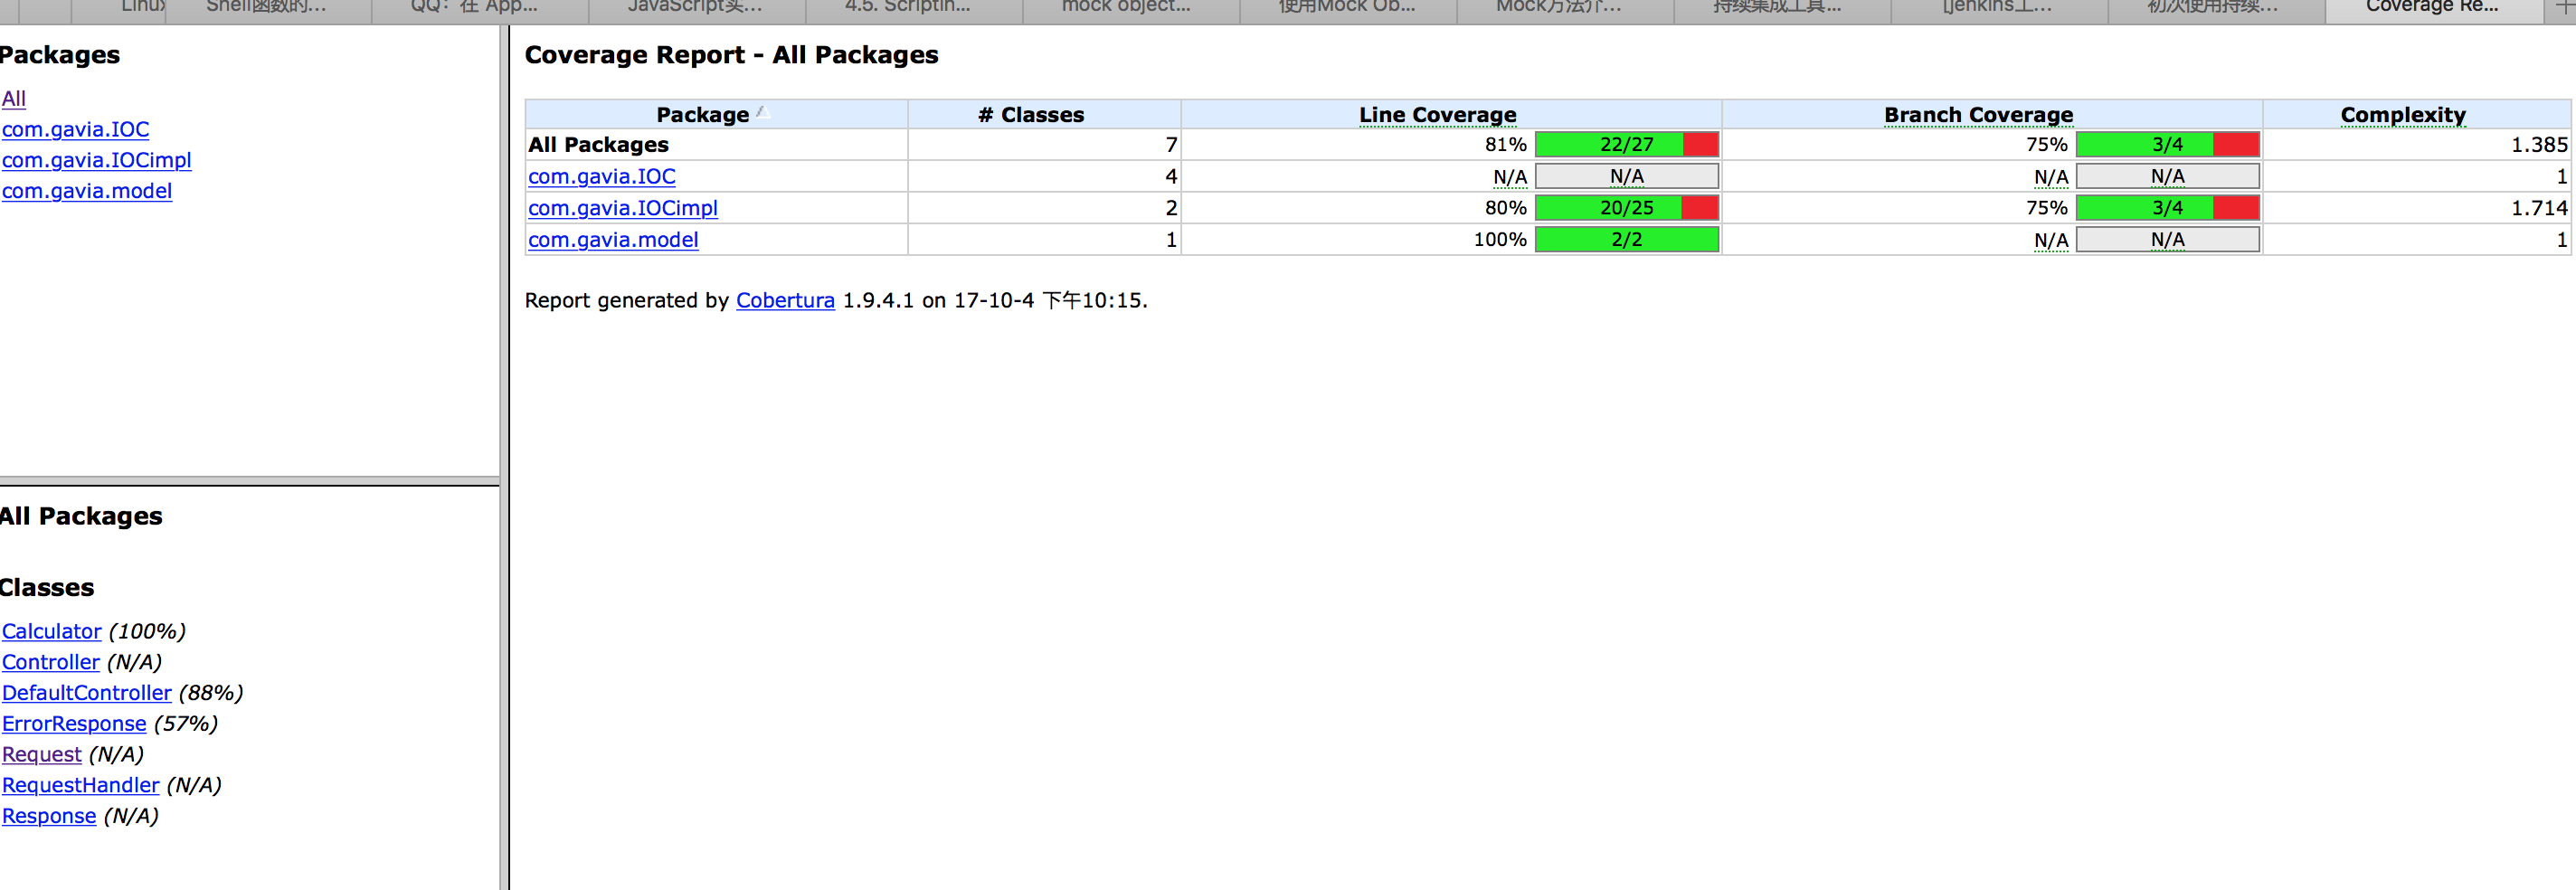 Linux
Shell函数的…
QQ：在 App…
JavaScript实…
4.5. Scriptin…
mock object…
使用Mock Ob…
Mock方法介…
持续集成工具…
[jenkins上…
初次使用持续…
Coverage Re…
Packages
All
com.gavia.IOC
com.gavia.IOCimpl
com.gavia.model
All Packages
Classes
Calculator (100%)
Controller (N/A)
DefaultController (88%)
ErrorResponse (57%)
Request (N/A)
RequestHandler (N/A)
Response (N/A)
Coverage Report - All Packages
Package # Classes Line Coverage Branch Coverage Complexity
All Packages 7 81% 22/27 75% 3/4 1.385
com.gavia.IOC 4 N/A N/A N/A N/A 1
com.gavia.IOCimpl 2 80% 20/25 75% 3/4 1.714
com.gavia.model 1 100% 2/2 N/A N/A 1
Report generated by Cobertura 1.9.4.1 on 17-10-4 下午10:15.